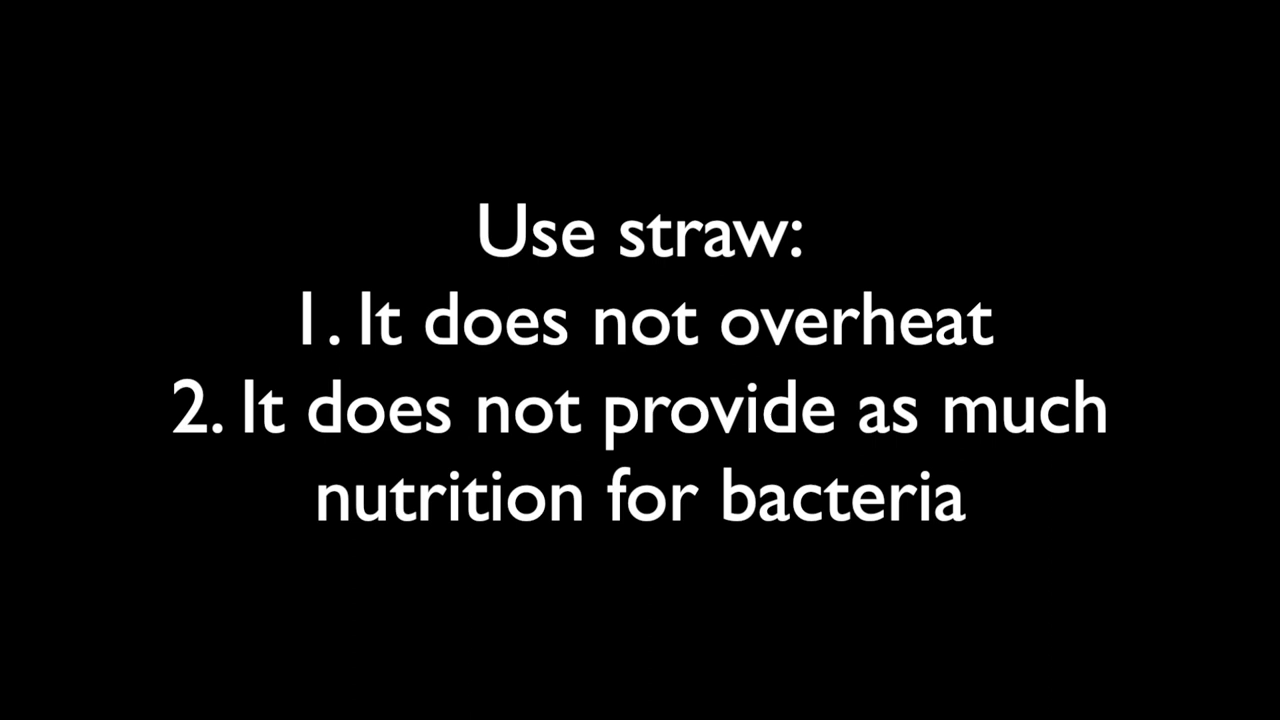 Use straw:
1. It does not overheat
2. It does not provide as much
nutrition for bacteria